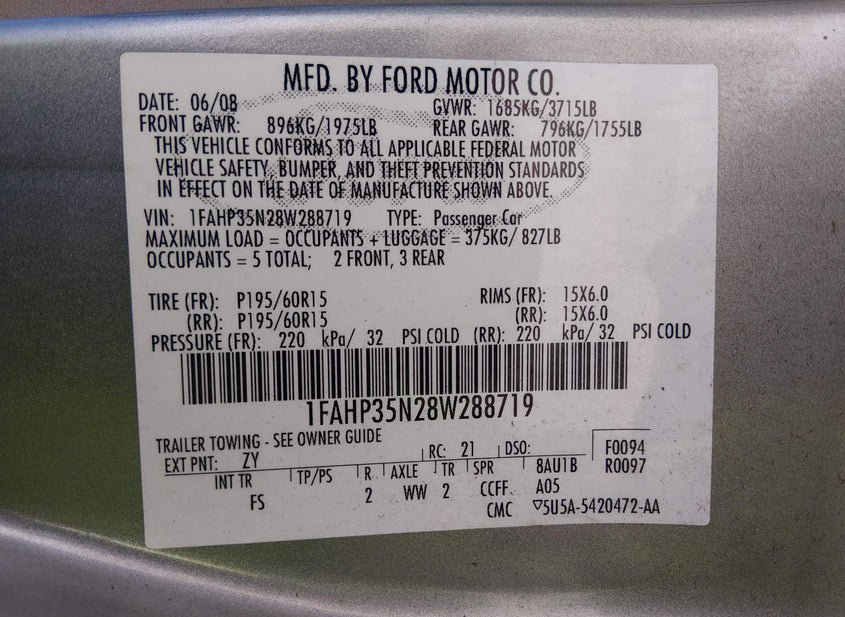 MFD. BY FORD MOTOR CO.
DATE: 06/08 GVWR: 1685KG/3715LB
FRONT GAWR: 896KG/1975LB REAR GAWR: 796KG/1755LB
THIS VEHICLE CONFORMS TO ALL APPLICABLE FEDERAL MOTOR
VEHICLE SAFETY, BUMPER, AND THEFT PREVENTION STANDARDS
IN EFFECT ON THE DATE OF MANUFACTURE SHOWN ABOVE.
VIN: 1FAHP35N28W288719 TYPE: Passenger Car
MAXIMUM LOAD = OCCUPANTS + LUGGAGE = 375KG/ 827LB
OCCUPANTS = 5 TOTAL; 2 FRONT, 3 REAR
TIRE (FR): P195/60R15 RIMS (FR): 15X6.0
(RR): P195/60R15 (RR): 15X6.0
PRESSURE (FR): 220 kPa/ 32 PSI COLD (RR): 220 kPa/ 32 PSI COLD
1FAHP35N28W288719
TRAILER TOWING - SEE OWNER GUIDE
EXT PNT: ZY RC: 21 DSO: F0094
INT TR TP/PS R AXLE TR SPR 8AU1B R0097
FS 2 WW 2 CCFF A05
CMC ▽5U5A-5420472-AA